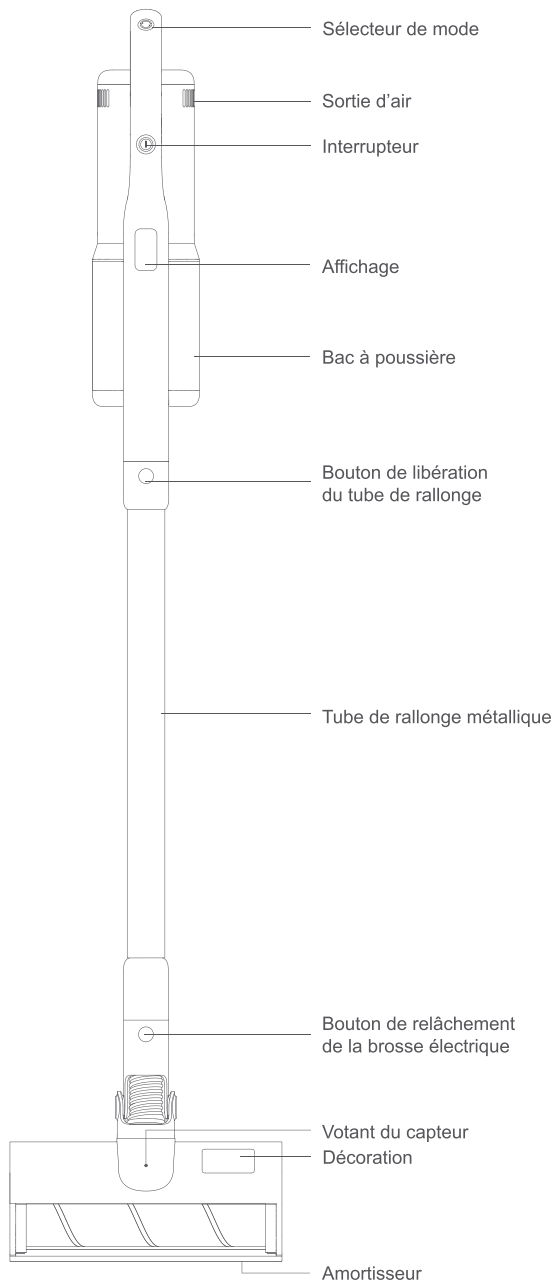 Sélecteur de mode
Sortie d’air
Interrupteur
Affichage
Bac à poussière
Bouton de libération
du tube de rallonge
Tube de rallonge métallique
Bouton de relâchement
de la brosse électrique
Votant du capteur
Décoration
Amortisseur